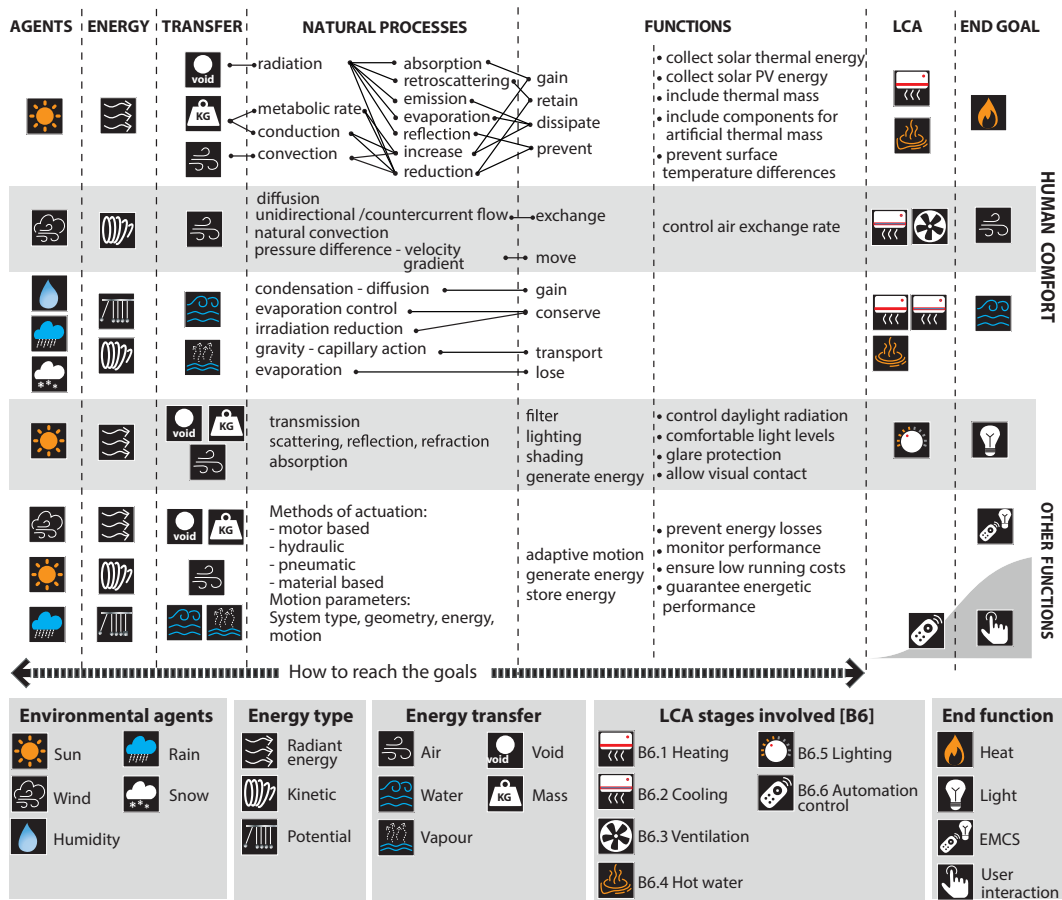 AGENTS ENERGY TRANSFER NATURAL PROCESSES FUNCTIONS LCA END GOAL
void
KG
radiation
metabolic rate
conduction
convection
absorption
retroscattering
emission
evaporation
reflection
increase
reduction
gain
retain
dissipate
prevent
• collect solar thermal energy
• collect solar PV energy
• include thermal mass
• include components for
artificial thermal mass
• prevent surface
temperature differences
HUMAN COMFORT
diffusion
unidirectional /countercurrent flow
natural convection
pressure difference - velocity
gradient
exchange
move
control air exchange rate
condensation - diffusion
evaporation control
irradiation reduction
gravity - capillary action
evaporation
gain
conserve
transport
lose
void
KG
transmission
scattering, reflection, refraction
absorption
filter
lighting
shading
generate energy
• control daylight radiation
• comfortable light levels
• glare protection
• allow visual contact
OTHER FUNCTIONS
void
KG
Methods of actuation:
- motor based
- hydraulic
- pneumatic
- material based
Motion parameters:
System type, geometry, energy,
motion
adaptive motion
generate energy
store energy
• prevent energy losses
• monitor performance
• ensure low running costs
• guarantee energetic
performance
How to reach the goals
Environmental agents
Sun
Rain
Wind
Snow
Humidity
Energy type
Radiant
energy
Kinetic
Potential
Energy transfer
Air
void
Void
Water
KG
Mass
Vapour
LCA stages involved [B6]
B6.1 Heating
B6.5 Lighting
B6.2 Cooling
B6.6 Automation
control
B6.3 Ventilation
B6.4 Hot water
End function
Heat
Light
EMCS
User
interaction